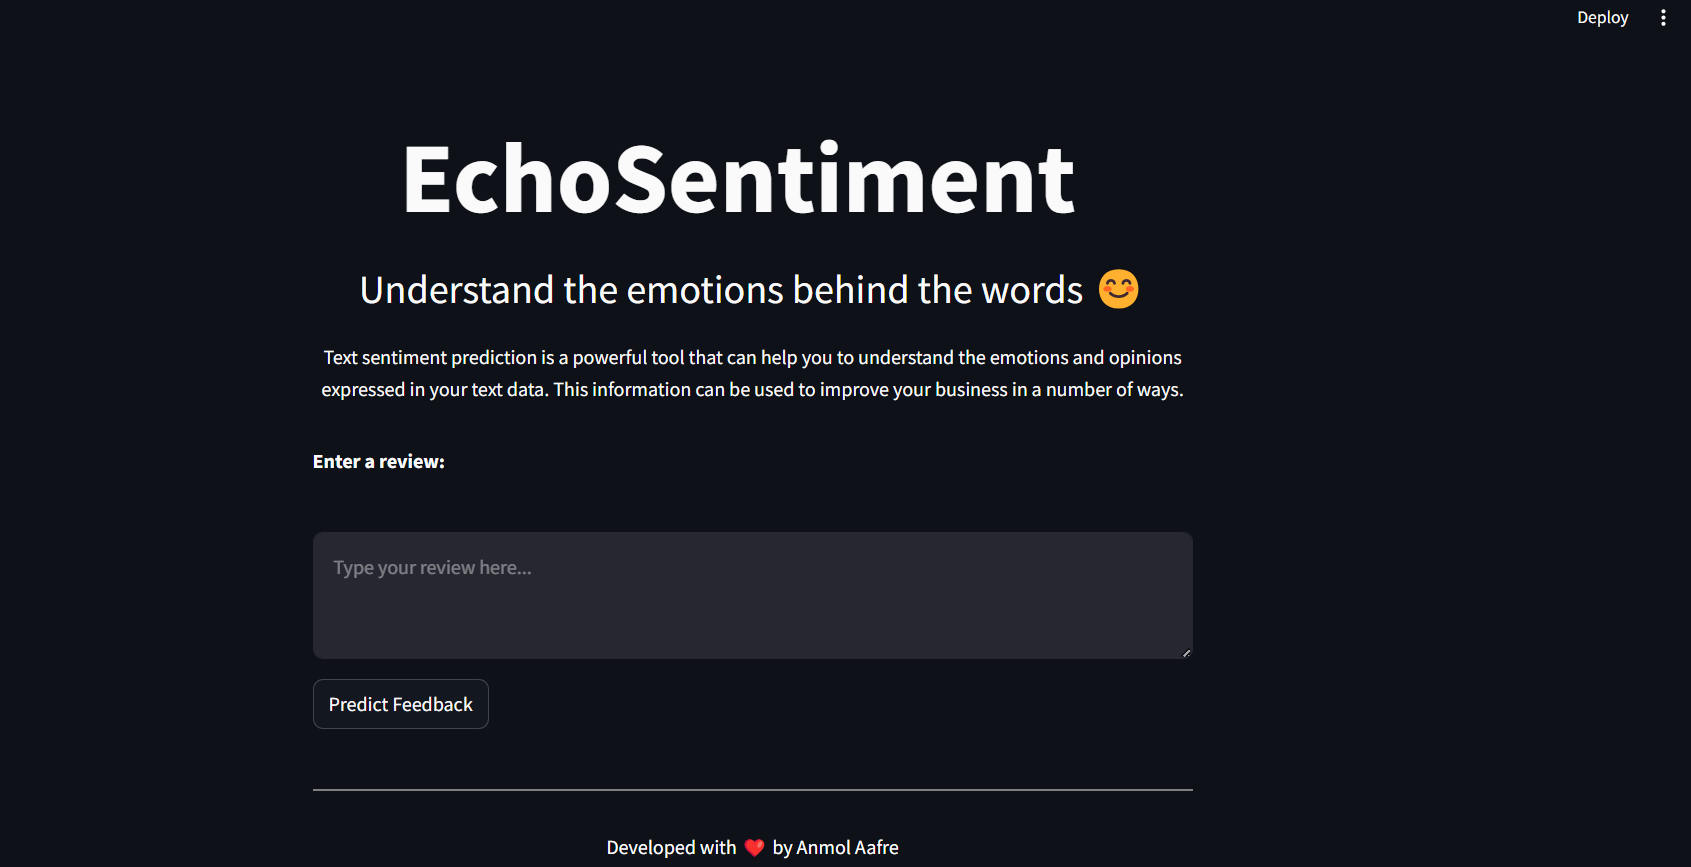 Deploy
EchoSentiment
Understand the emotions behind the words 😊
Text sentiment prediction is a powerful tool that can help you to understand the emotions and opinions
expressed in your text data. This information can be used to improve your business in a number of ways.
Enter a review:
Type your review here...
Predict Feedback
Developed with ❤️ by Anmol Aafre